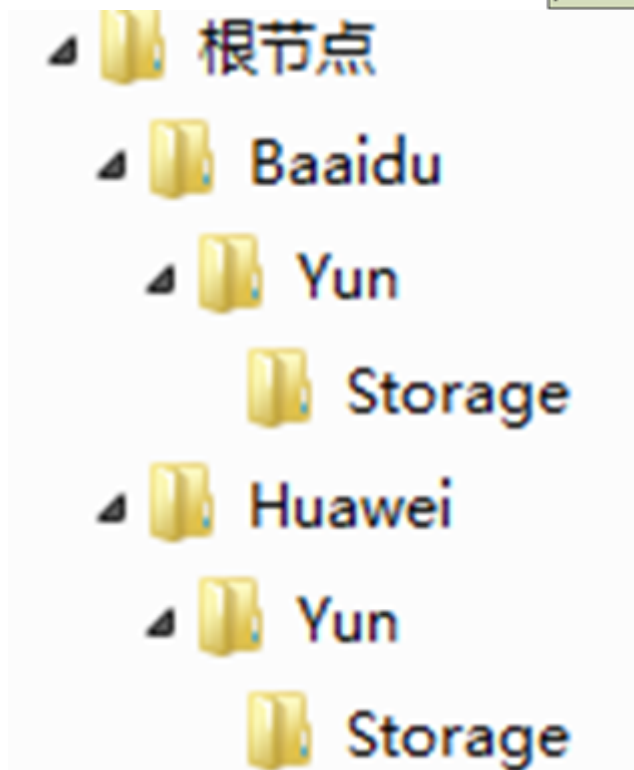 根节点
Baaidu
Yun
Storage
Huawei
Yun
Storage